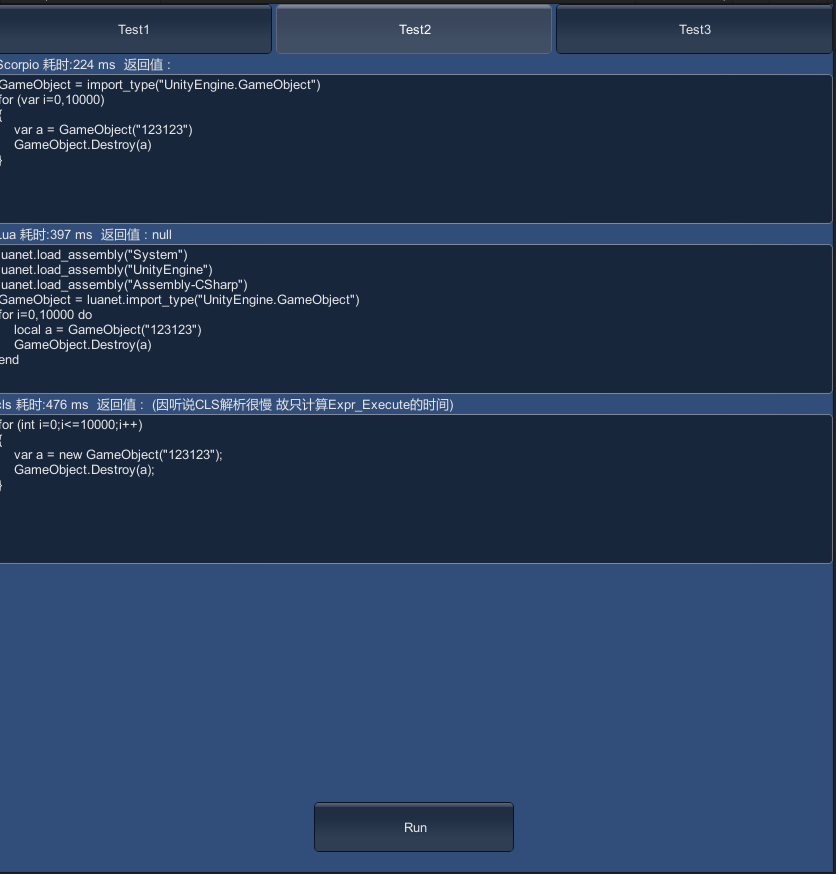 Test1
Test2
Test3
Scorpio 耗时:224 ms  返回值 :
GameObject = import_type("UnityEngine.GameObject")
for (var i=0,10000)
{
    var a = GameObject("123123")
    GameObject.Destroy(a)
}
Lua 耗时:397 ms  返回值 : null
luanet.load_assembly("System")
luanet.load_assembly("UnityEngine")
luanet.load_assembly("Assembly-CSharp")
GameObject = luanet.import_type("UnityEngine.GameObject")
for i=0,10000 do
    local a = GameObject("123123")
    GameObject.Destroy(a)
end
cls 耗时:476 ms  返回值 :  (因听说CLS解析很慢 故只计算Expr_Execute的时间)
for (int i=0;i<=10000;i++)
{
    var a = new GameObject("123123");
    GameObject.Destroy(a);
}
Run